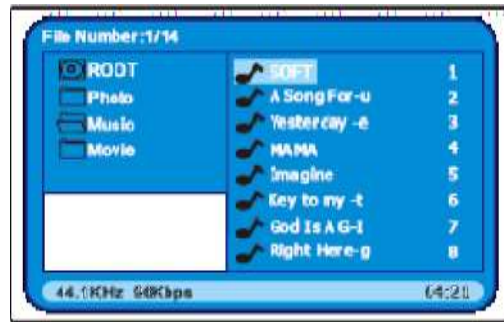 File Number:1/14
ROOT
Photo
Music
Movie
SOFT 1
A Song For-u 2
Yestercay -e 3
MAMA 4
Imagine 5
Key to my -t 6
God Is A G-I 7
Right Here-g 8
44.1KHz Kbps
04:21